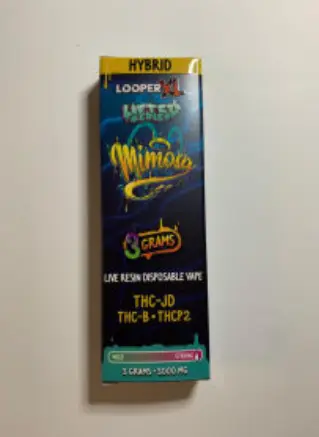 HYBRID
LOOPER XL
LIFTED
SERIES
Mimosa
3 GRAMS
LIVE RESIN DISPOSABLE VAPE
THC-JD
THC-B • THCP2
MILD
STRONG
3 GRAMS - 3000 MG